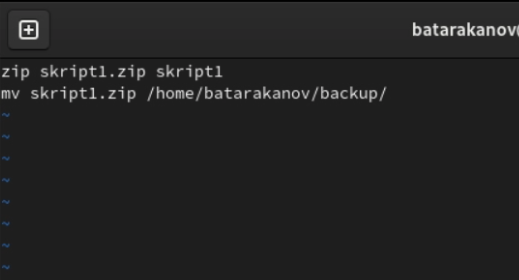 batarakanov
zip skript1.zip skript1
mv skript1.zip /home/batarakanov/backup/
~
~
~
~
~
~
~
~